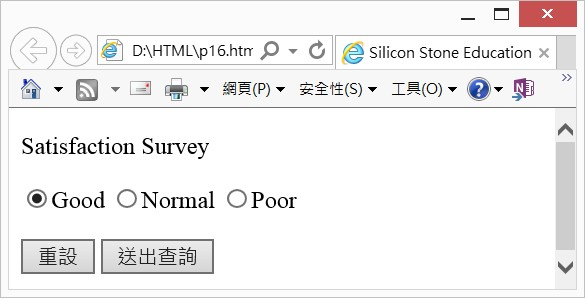 D:\HTML\p16.htm
Silicon Stone Education
網頁(P) 安全性(S) 工具(O)
Satisfaction Survey
Good Normal Poor
重設 送出查詢